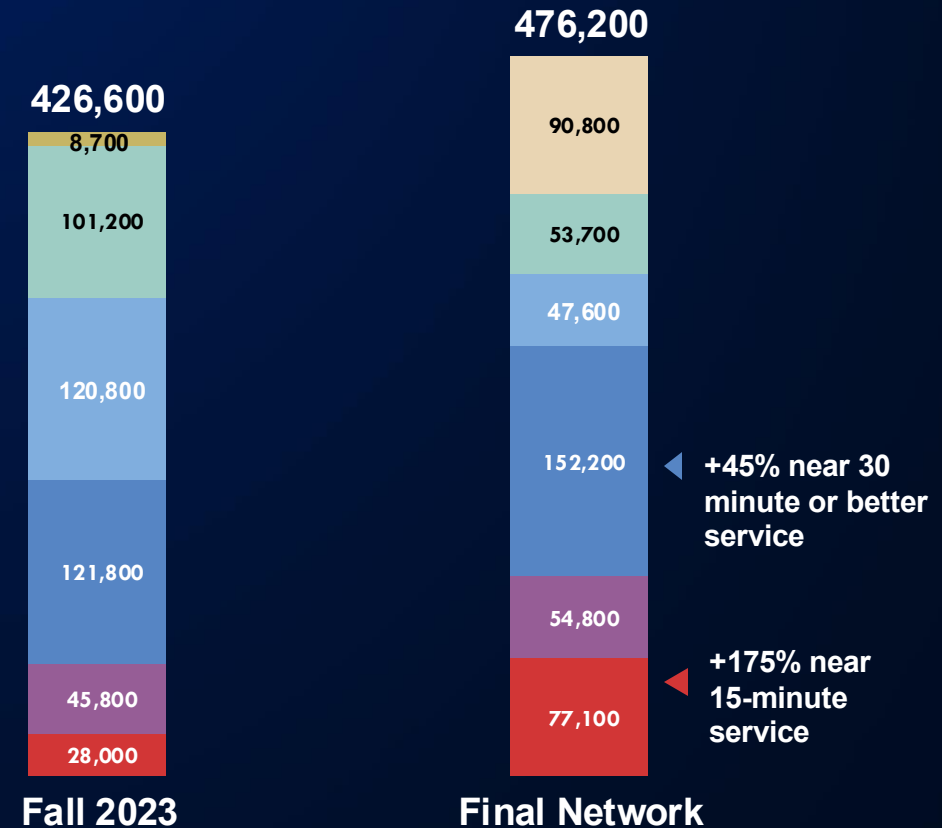 476,200
426,600
8,700
101,200
120,800
121,800
45,800
28,000
90,800
53,700
47,600
152,200
54,800
77,100
+45% near 30
minute or better
service
+175% near
15-minute
service
Fall 2023
Final Network